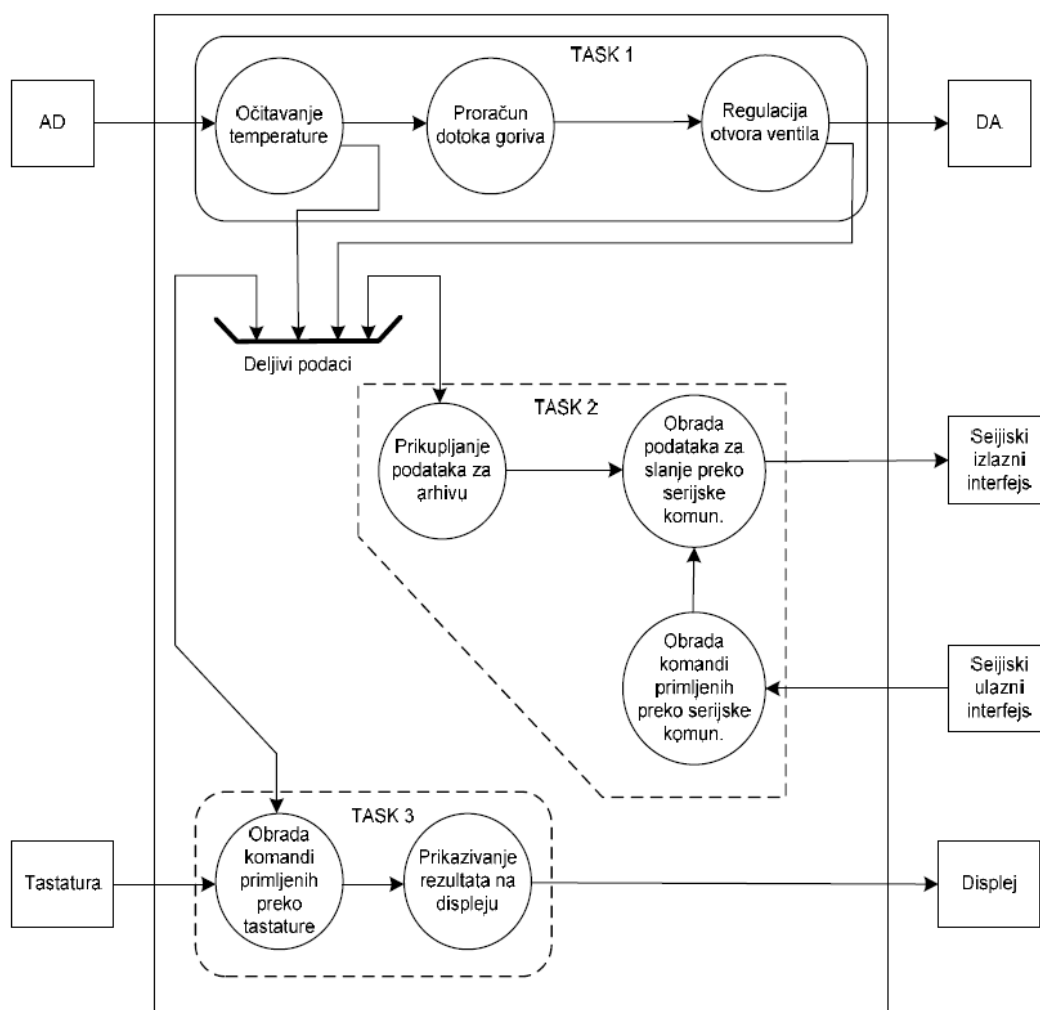 TASK 1
AD
Očitavanje
temperature
Proračun
dotoka goriva
Regulacija
otvora ventila
DA
Deljivi podaci
TASK 2
Prikupljanje
podataka za
arhivu
Obrada
podataka za
slanje preko
serijske
komun.
Seijiski
izlazni
interfejs
Obrada
komandi
primljenih
preko serijske
komun.
Seijiski
ulazni
interfejs
TASK 3
Tastatura
Obrada
komandi
primljenih
preko
tastature
Prikazivanje
rezultata na
displeju
Displej